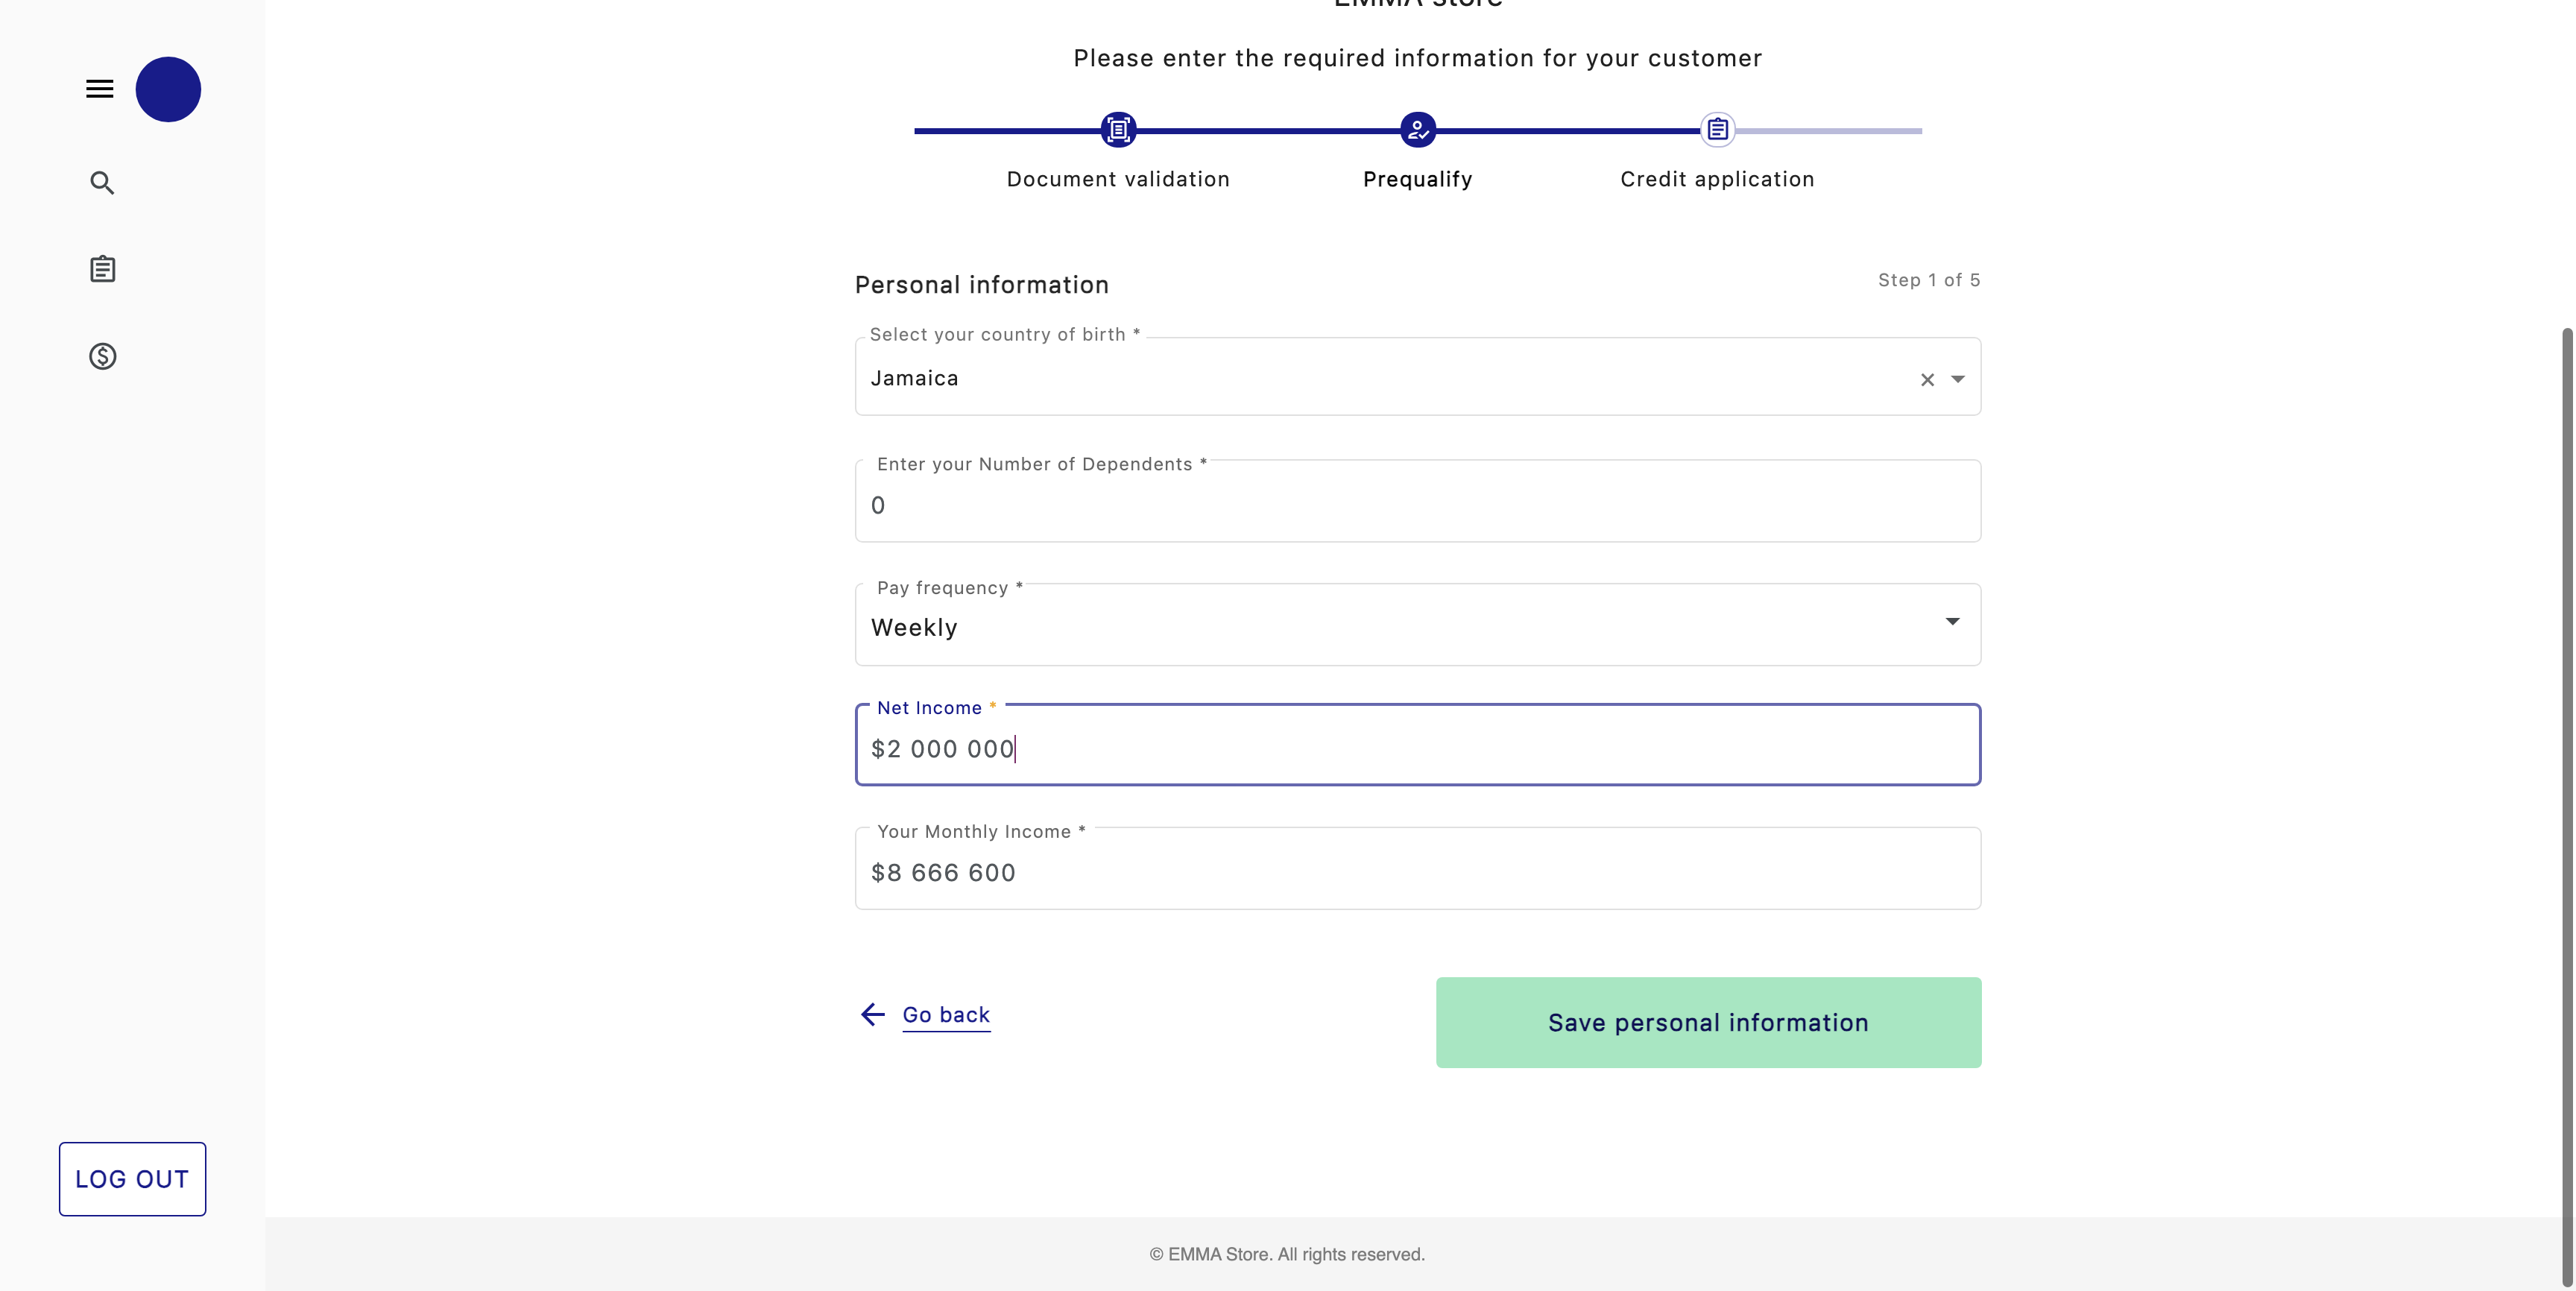 EMMA store
Please enter the required information for your customer
Document validation
Prequalify
Credit application
Personal information
Step 1 of 5
Select your country of birth *
Jamaica
Enter your Number of Dependents *
0
Pay frequency *
Weekly
Net Income *
$2 000 000
Your Monthly Income *
$8 666 600
Go back
Save personal information
LOG OUT
© EMMA Store. All rights reserved.